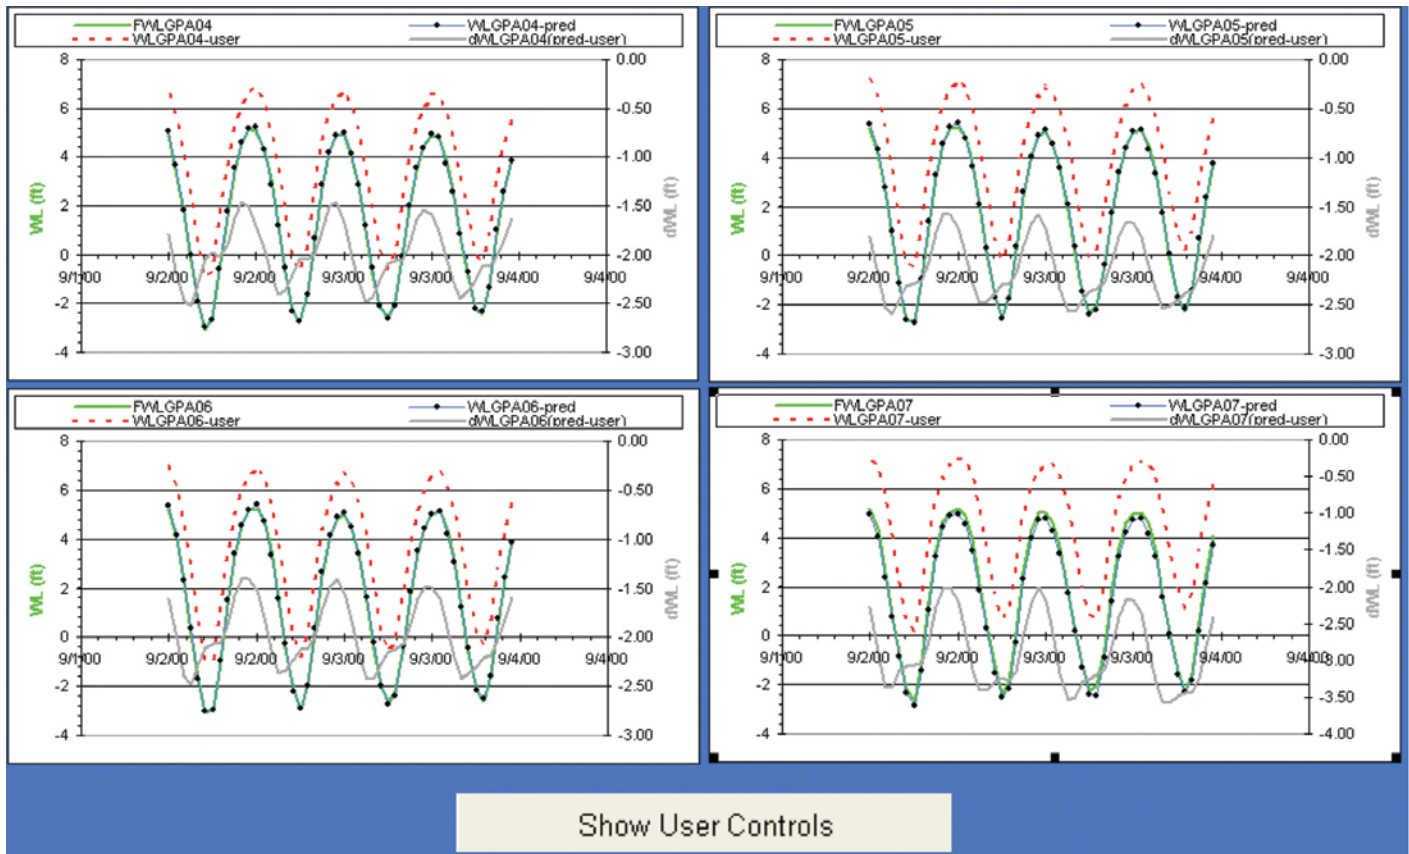 FWLGPA04 WLGPA04-pred
WLGPA04-user dWLGPA04(pred-user)
8 0.00
6 -0.50
4 -1.00
2 -1.50
0 -2.00
9/1/00 9/2/00 9/2/00 9/3/00 9/3/00 9/4/00 9/4/00
-2 -2.50
-4 -3.00
WL (ft)
dWL (ft)
FWLGPA05 WLGPA05-pred
WLGPA05-user dWLGPA05(pred-user)
8 0.00
6 -0.50
4 -1.00
2 -1.50
0 -2.00
9/1/00 9/2/00 9/2/00 9/3/00 9/3/00 9/4/00 9/4/00
-2 -2.50
-4 -3.00
WL (ft)
dWL (ft)
FWLGPA06 WLGPA06-pred
WLGPA06-user dWLGPA06(pred-user)
8 0.00
6 -0.50
4 -1.00
2 -1.50
0 -2.00
9/1/00 9/2/00 9/2/00 9/3/00 9/3/00 9/4/00 9/4/00
-2 -2.50
-4 -3.00
WL (ft)
dWL (ft)
FWLGPA07 WLGPA07-pred
WLGPA07-user dWLGPA07(pred-user)
8 0.00
-0.50
6 -1.00
4 -1.50
2 -2.00
-2.50
0 -3.00
9/1/00 9/2/00 9/2/00 9/3/00 9/3/00 9/4/00 9/4/00
-2 -3.50
-4 -4.00
WL (ft)
dWL (ft)
Show User Controls